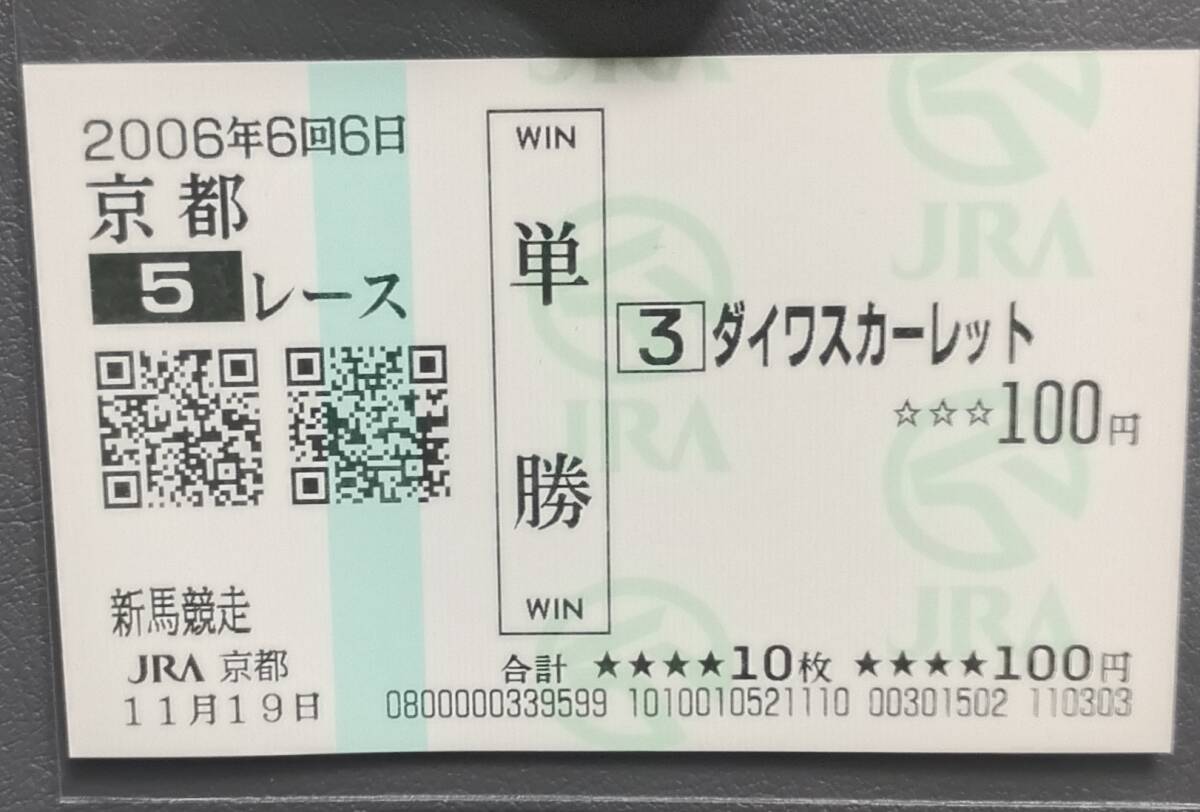 2006年6回6日
京都
5レース
新馬競走
JRA 京都
11月19日
WIN
単勝
WIN
3 ダイワスカーレット
☆☆☆100円
合計 ★★★★10枚 ★★★★100円
0800000339599 1010010521110 00301502 110303
JRA
JRA
JRA
JRA